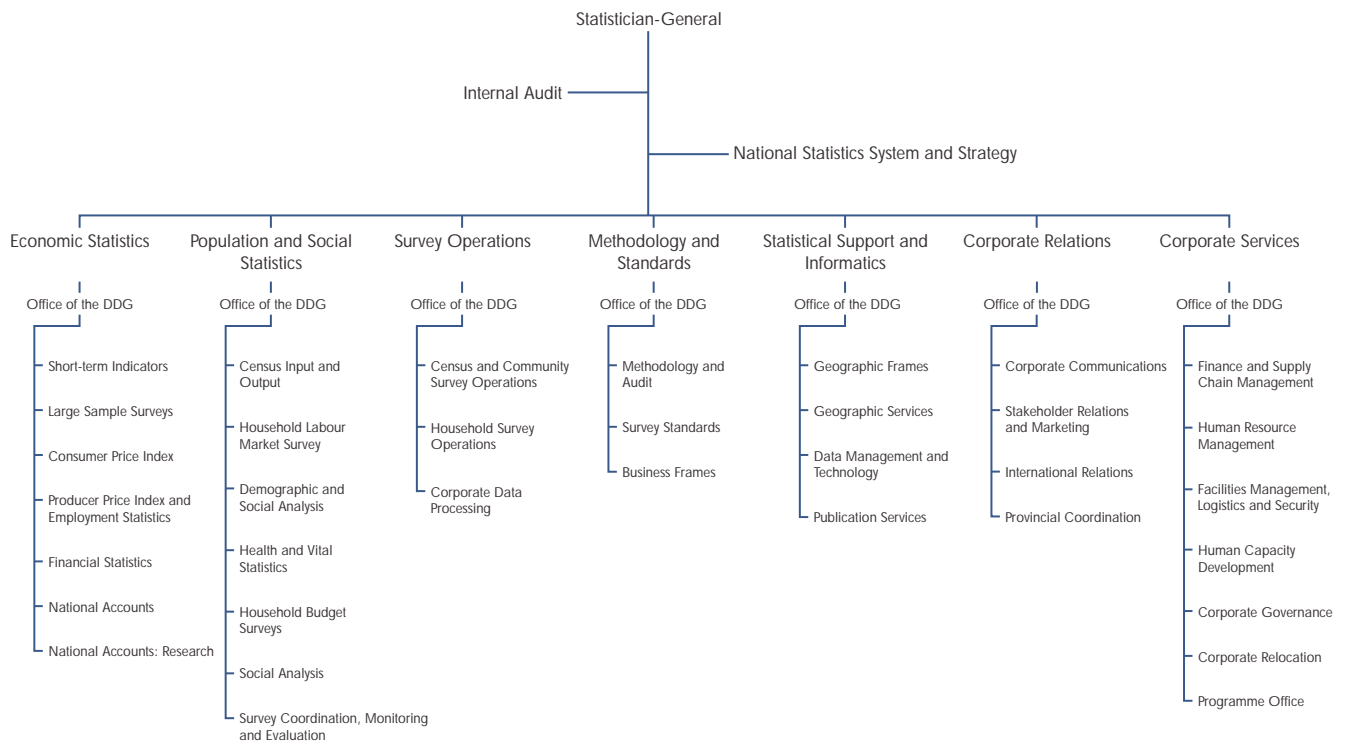 Statistician-General
Internal Audit
National Statistics System and Strategy
Economic Statistics
Office of the DDG
Short-term Indicators
Large Sample Surveys
Consumer Price Index
Producer Price Index and
Employment Statistics
Financial Statistics
National Accounts
National Accounts: Research
Population and Social
Statistics
Office of the DDG
Census Input and
Output
Household Labour
Market Survey
Demographic and
Social Analysis
Health and Vital
Statistics
Household Budget
Surveys
Social Analysis
Survey Coordination, Monitoring
and Evaluation
Survey Operations
Office of the DDG
Census and Community
Survey Operations
Household Survey
Operations
Corporate Data
Processing
Methodology and
Standards
Office of the DDG
Methodology and
Audit
Survey Standards
Business Frames
Statistical Support and
Informatics
Office of the DDG
Geographic Frames
Geographic Services
Data Management and
Technology
Publication Services
Corporate Relations
Office of the DDG
Corporate Communications
Stakeholder Relations
and Marketing
International Relations
Provincial Coordination
Corporate Services
Office of the DDG
Finance and Supply
Chain Management
Human Resource
Management
Facilities Management,
Logistics and Security
Human Capacity
Development
Corporate Governance
Corporate Relocation
Programme Office